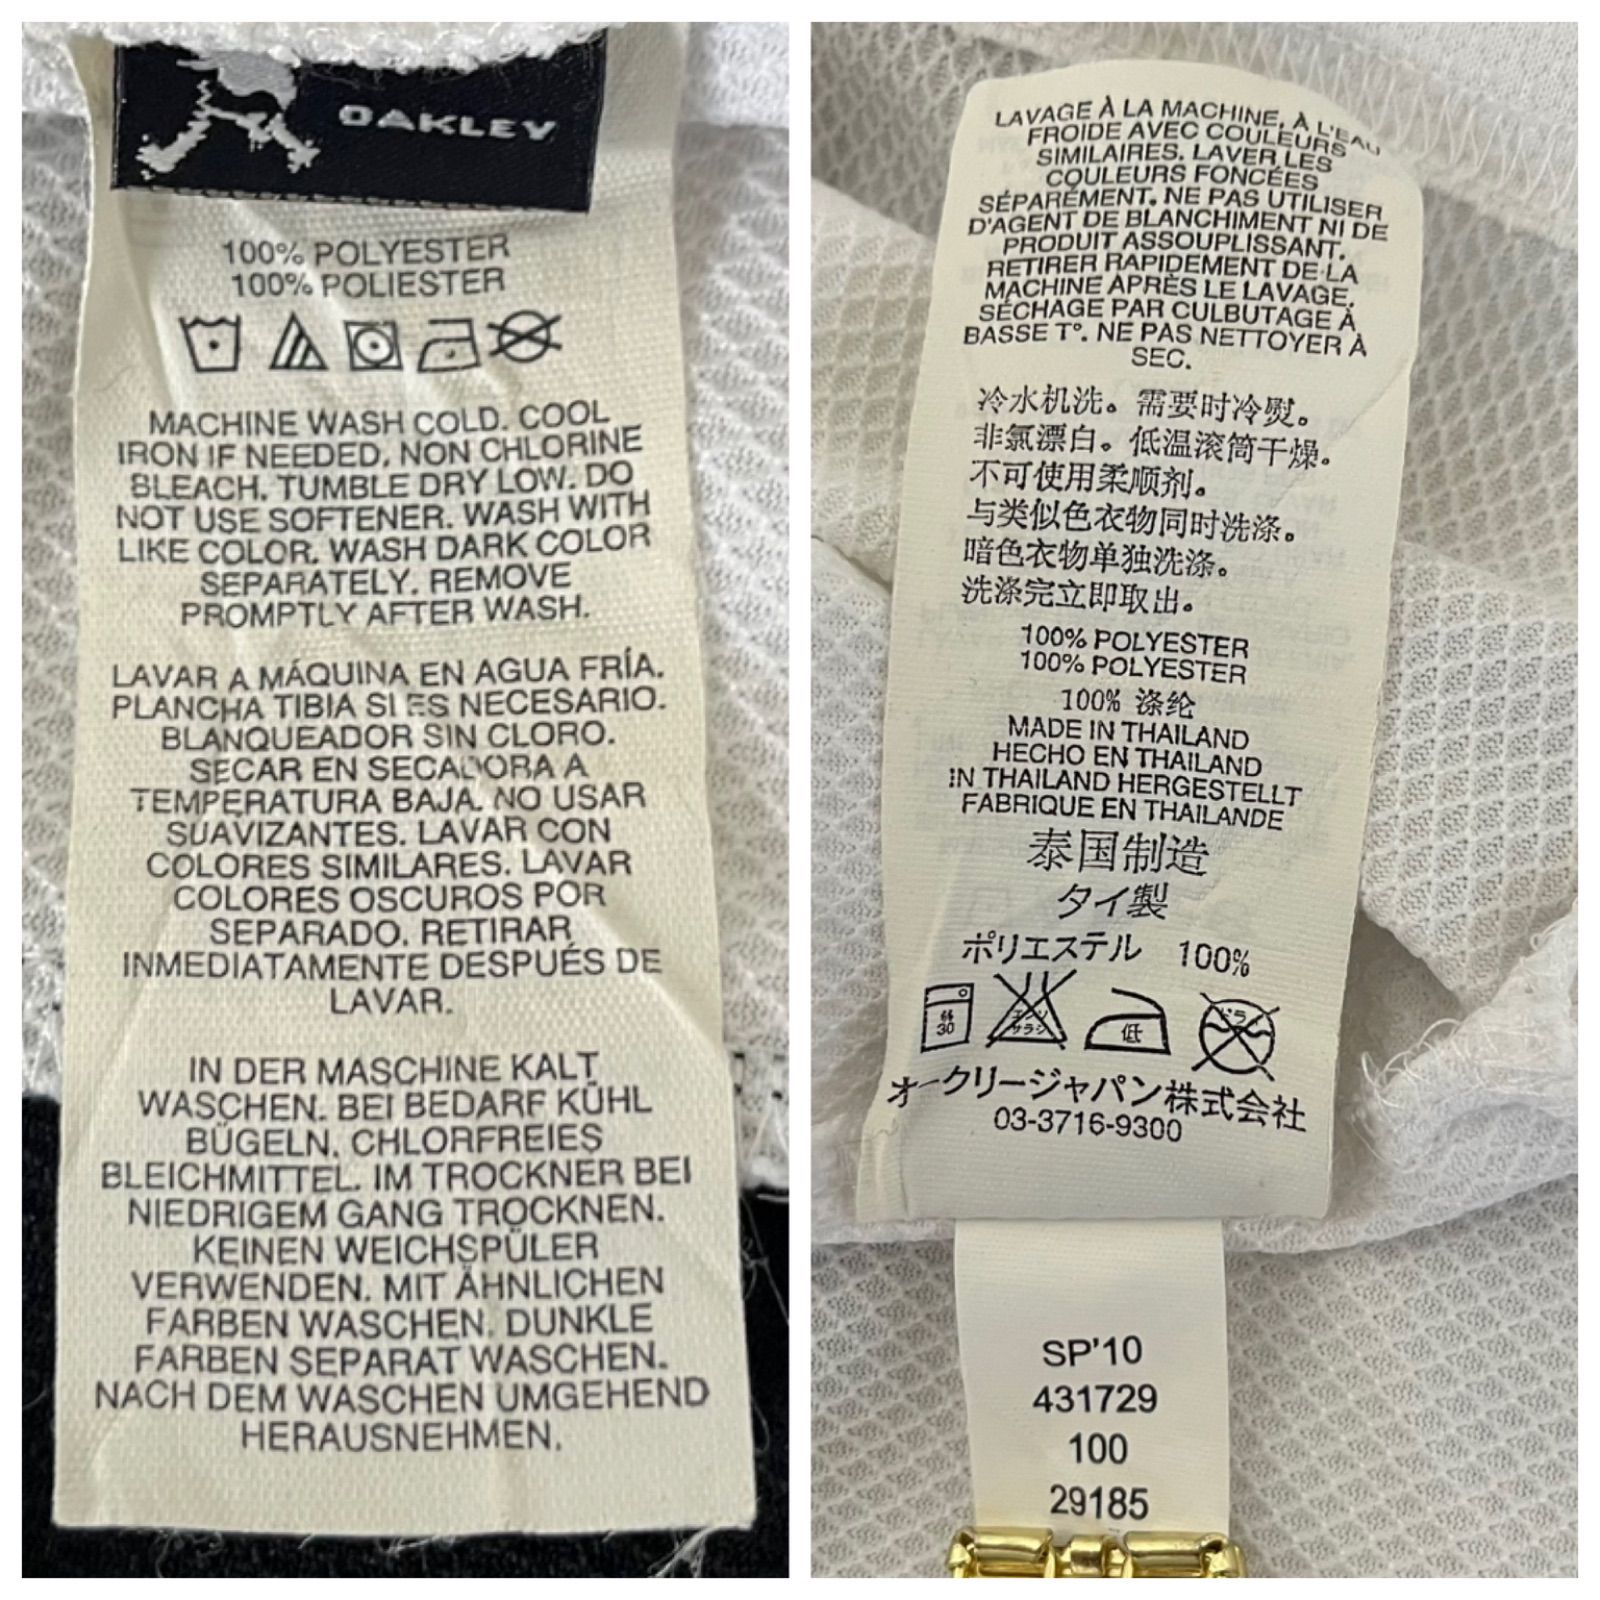 OAKLEY
100% POLYESTER
100% POLIESTER
MACHINE WASH COLD. COOL
IRON IF NEEDED. NON CHLORINE
BLEACH. TUMBLE DRY LOW. DO
NOT USE SOFTENER. WASH WITH
LIKE COLOR. WASH DARK COLOR
SEPARATELY. REMOVE
PROMPTLY AFTER WASH.
LAVAR A MÁQUINA EN AGUA FRÍA.
PLANCHA TIBIA SI ES NECESARIO.
BLANQUEADOR SIN CLORO.
SECAR EN SECADORA A
TEMPERATURA BAJA. NO USAR
SUAVIZANTES. LAVAR CON
COLORES SIMILARES. LAVAR
COLORES OSCUROS POR
SEPARADO. RETIRAR
INMEDIATAMENTE DESPUÉS DE
LAVAR.
IN DER MASCHINE KALT
WASCHEN. BEI BEDARF KÜHL
BÜGELN. CHLORFREIES
BLEICHMITTEL. IM TROCKNER BEI
NIEDRIGEM GANG TROCKNEN.
KEINEN WEICHSPÜLER
VERWENDEN. MIT ÄHNLICHEN
FARBEN WASCHEN. DUNKLE
FARBEN SEPARAT WASCHEN.
NACH DEM WASCHEN UMGEHEND
HERAUSNEHMEN.
LAVAGE À LA MACHINE, À L'EAU
FROIDE AVEC COULEURS
SIMILAIRES. LAVER LES
COULEURS FONCÉES
SÉPARÉMENT. NE PAS UTILISER
D'AGENT DE BLANCHIMENT NI DE
PRODUIT ASSOUPLISSANT.
RETIRER RAPIDEMENT DE LA
MACHINE APRÈS LE LAVAGE.
SÉCHAGE PAR CULBUTAGE À
BASSE T°. NE PAS NETTOYER À
SEC.
冷水机洗。需要时冷熨。
非氯漂白。低温滚筒干燥。
不可使用柔顺剂。
与类似色衣物同时洗涤。
暗色衣物单独洗涤。
洗涤完立即取出。
100% POLYESTER
100% POLYESTER
100% 涤纶
MADE IN THAILAND
HECHO EN THAILAND
IN THAILAND HERGESTELLT
FABRIQUE EN THAILANDE
泰国制造
タイ製
ポリエステル 100%
弱 30 エンソ サラシ 低 ドライ
オークリージャパン株式会社
03-3716-9300
SP'10
431729
100
29185